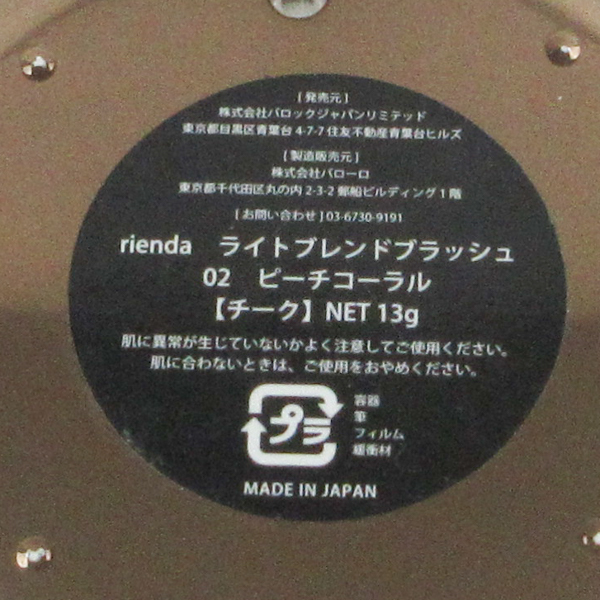 [発売元]
株式会社バロックジャパンリミテッド
東京都目黒区青葉台4-7-7住友不動産青葉台ヒルズ
[製造販売元]
株式会社バローロ
東京都千代田区丸の内2-3-2郵船ビルディング1階
[お問い合わせ]03-6730-9191
rienda ライトブレンドブラッシュ
02 ピーチコーラル
【チーク】NET 13g
肌に異常が生じていないかよく注意してご使用ください。
肌に合わないときは、ご使用をおやめください。
プラ
容器
筆
フィルム
緩衝材
MADE IN JAPAN